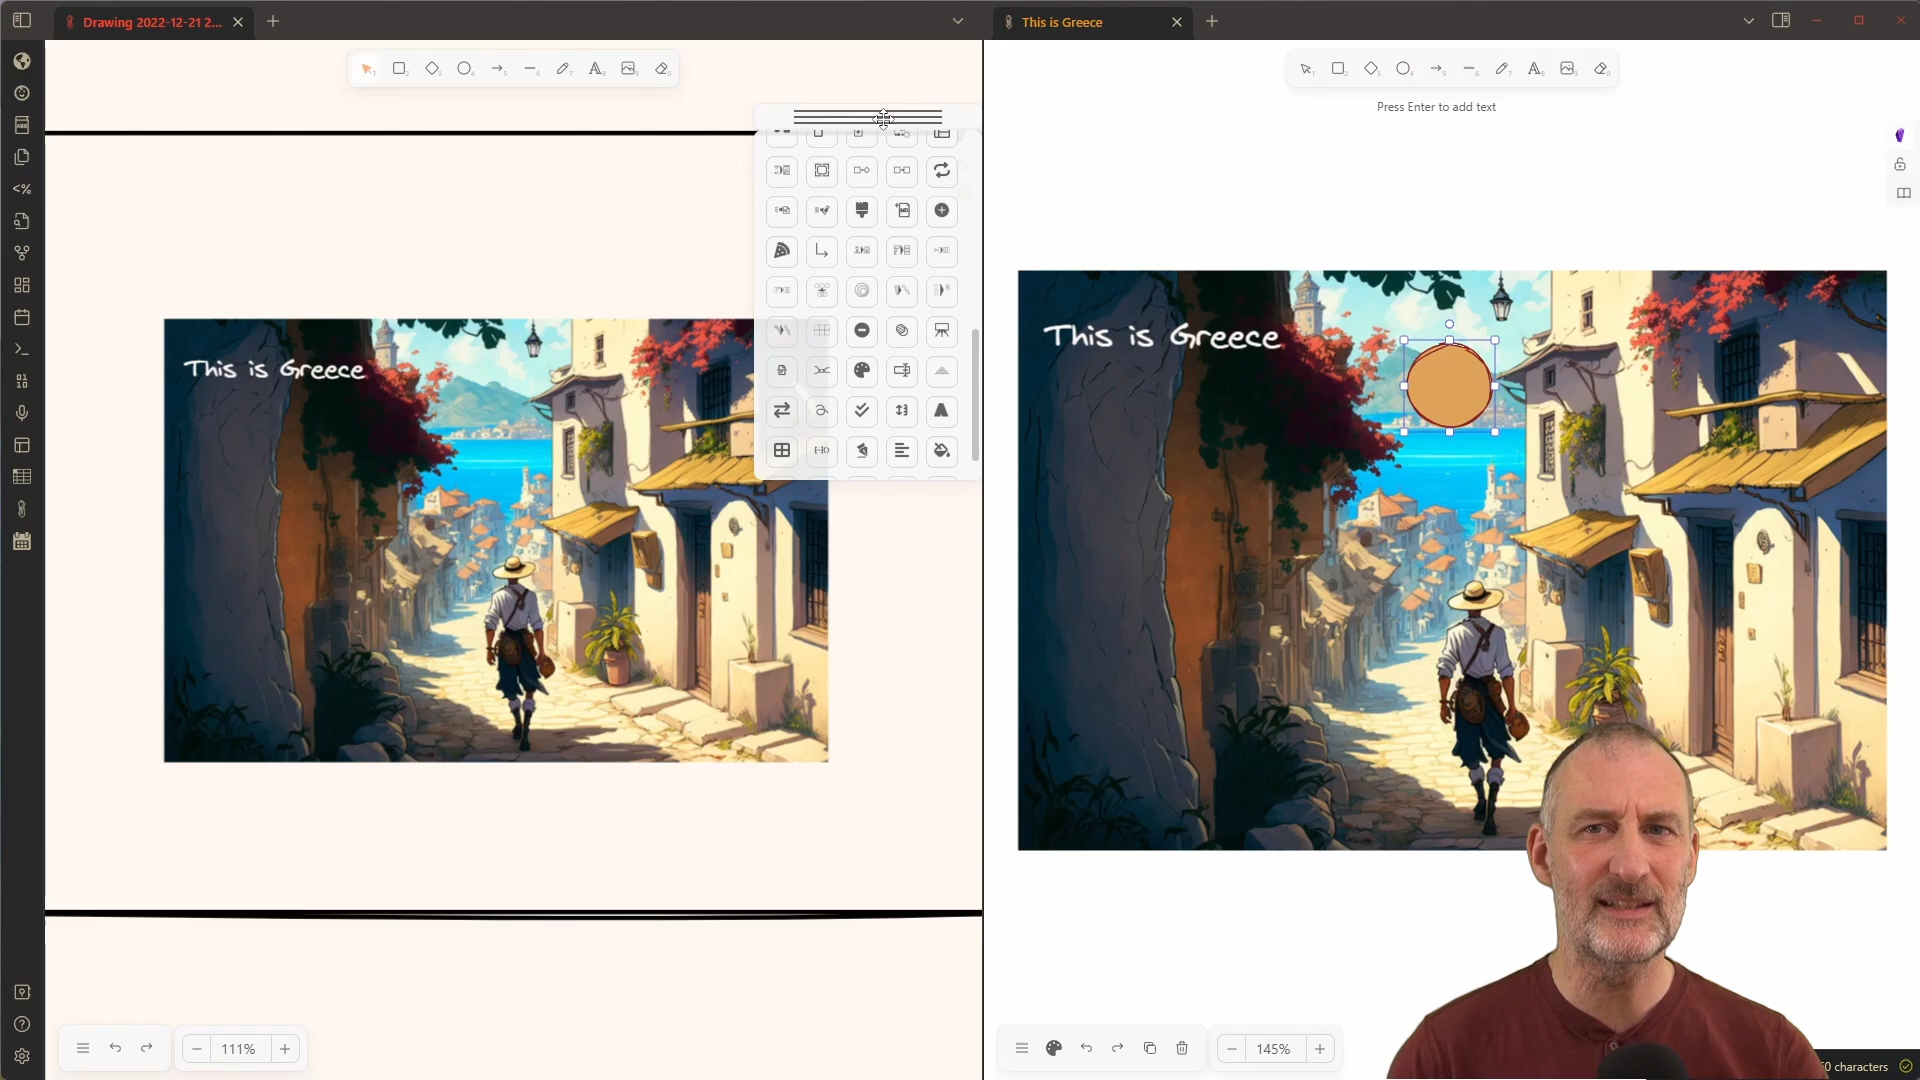 Drawing 2022-12-21 2...
This is Greece
Press Enter to add text
This is Greece
This is Greece
111%
145%
0 characters